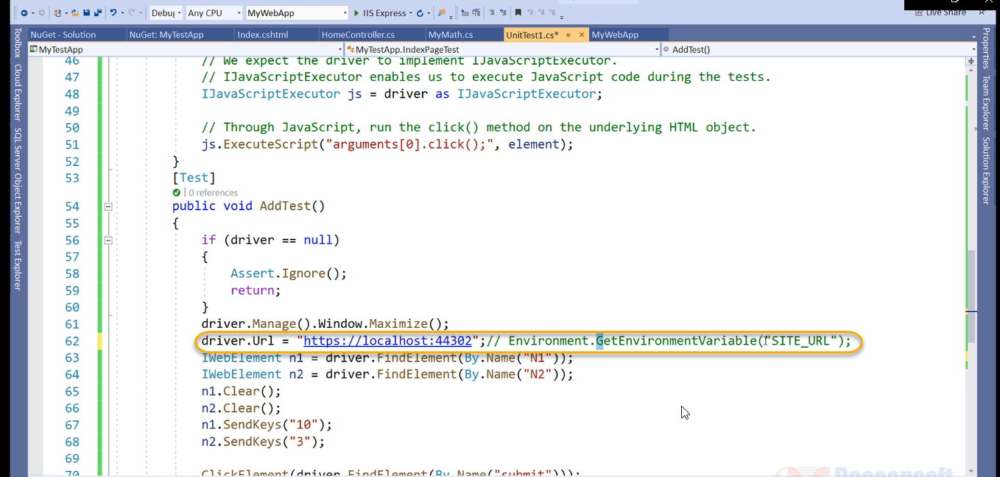 Debug Any CPU MyWebApp IIS Express Live Share
NuGet - Solution NuGet: MyTestApp Index.cshtml HomeController.cs MyMath.cs UnitTest1.cs* MyWebApp
MyTestApp MyTestApp.IndexPageTest AddTest()
Toolbox
Cloud Explorer
SQL Server Object Explorer
Test Explorer
46 // We expect the driver to implement IJavaScriptExecutor.
47 // IJavaScriptExecutor enables us to execute JavaScript code during the tests.
48 IJavaScriptExecutor js = driver as IJavaScriptExecutor;
49
50 // Through JavaScript, run the click() method on the underlying HTML object.
51 js.ExecuteScript("arguments[0].click();", element);
52 }
53 [Test]
0 references
54 public void AddTest()
55 {
56 if (driver == null)
57 {
58 Assert.Ignore();
59 return;
60 }
61 driver.Manage().Window.Maximize();
62 driver.Url = "https://localhost:44302";// Environment.GetEnvironmentVariable("SITE_URL");
63 IWebElement n1 = driver.FindElement(By.Name("N1"));
64 IWebElement n2 = driver.FindElement(By.Name("N2"));
65 n1.Clear();
66 n2.Clear();
67 n1.SendKeys("10");
68 n2.SendKeys("3");
69
70 ClickElement(driver.FindElement(By.Name("submit")));
Properties
Team Explorer
Solution Explorer